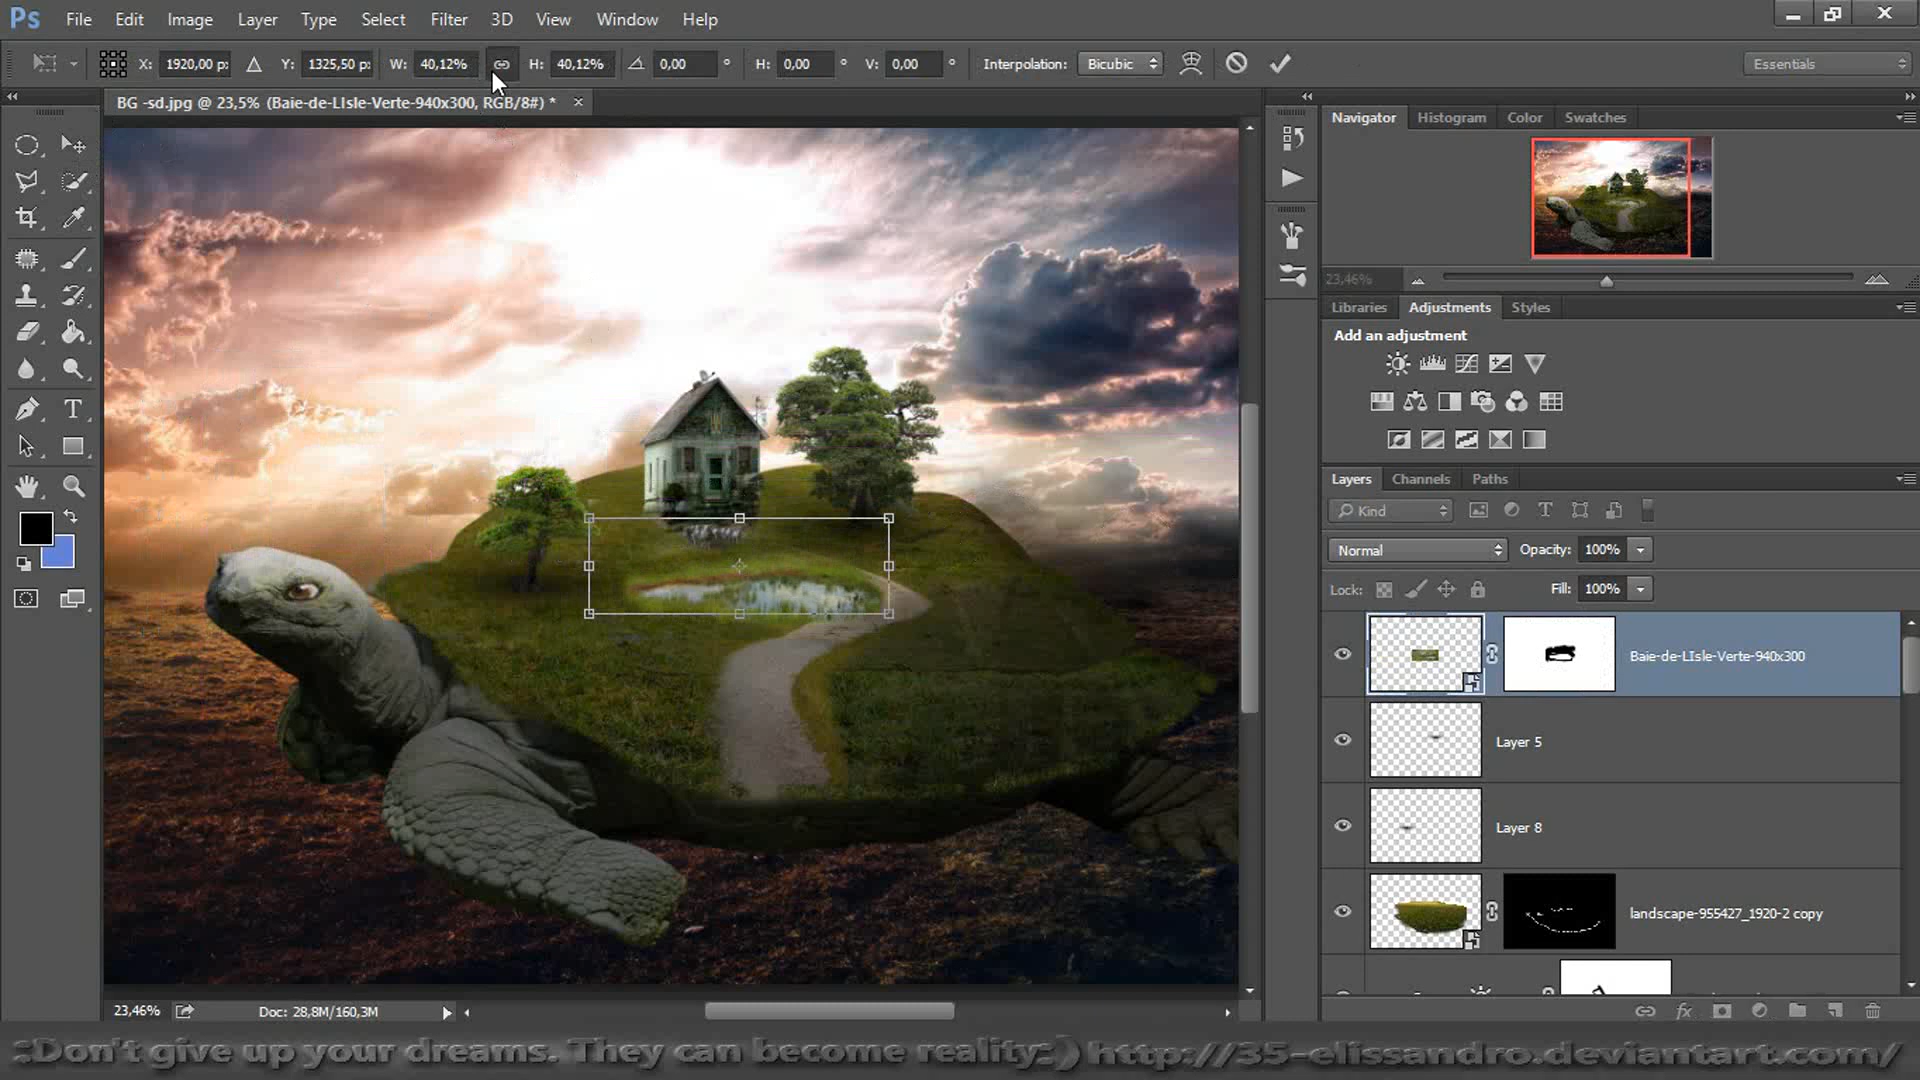 Ps File Edit Image Layer Type Select Filter 3D View Window Help
X: 1920,00 p: Y: 1325,50 p: W: 40,12% H: 40,12% 0,00 ° H: 0,00 ° V: 0,00 ° Interpolation: Bicubic Essentials
BG -sd.jpg @ 23,5% (Baie-de-LIsle-Verte-940x300, RGB/8#) * ×
Navigator Histogram Color Swatches
23,46%
Libraries Adjustments Styles
Add an adjustment
Layers Channels Paths
Kind
Normal Opacity: 100%
Lock: Fill: 100%
Baie-de-LIsle-Verte-940x300
Layer 5
Layer 8
landscape-955427_1920-2 copy
23,46% Doc: 28,8M/160,3M
fx
:Don't give up your dreams. They can become reality:) http://35-elissandro.deviantart.com/